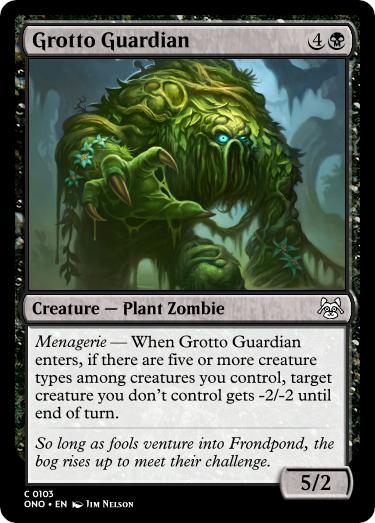 Grotto Guardian 4
Creature — Plant Zombie
Menagerie — When Grotto Guardian
enters, if there are five or more creature
types among creatures you control, target
creature you don't control gets -2/-2 until
end of turn.
So long as fools venture into Frondpond, the
bog rises up to meet their challenge.
5/2
C 0103
ONO • EN Jim Nelson